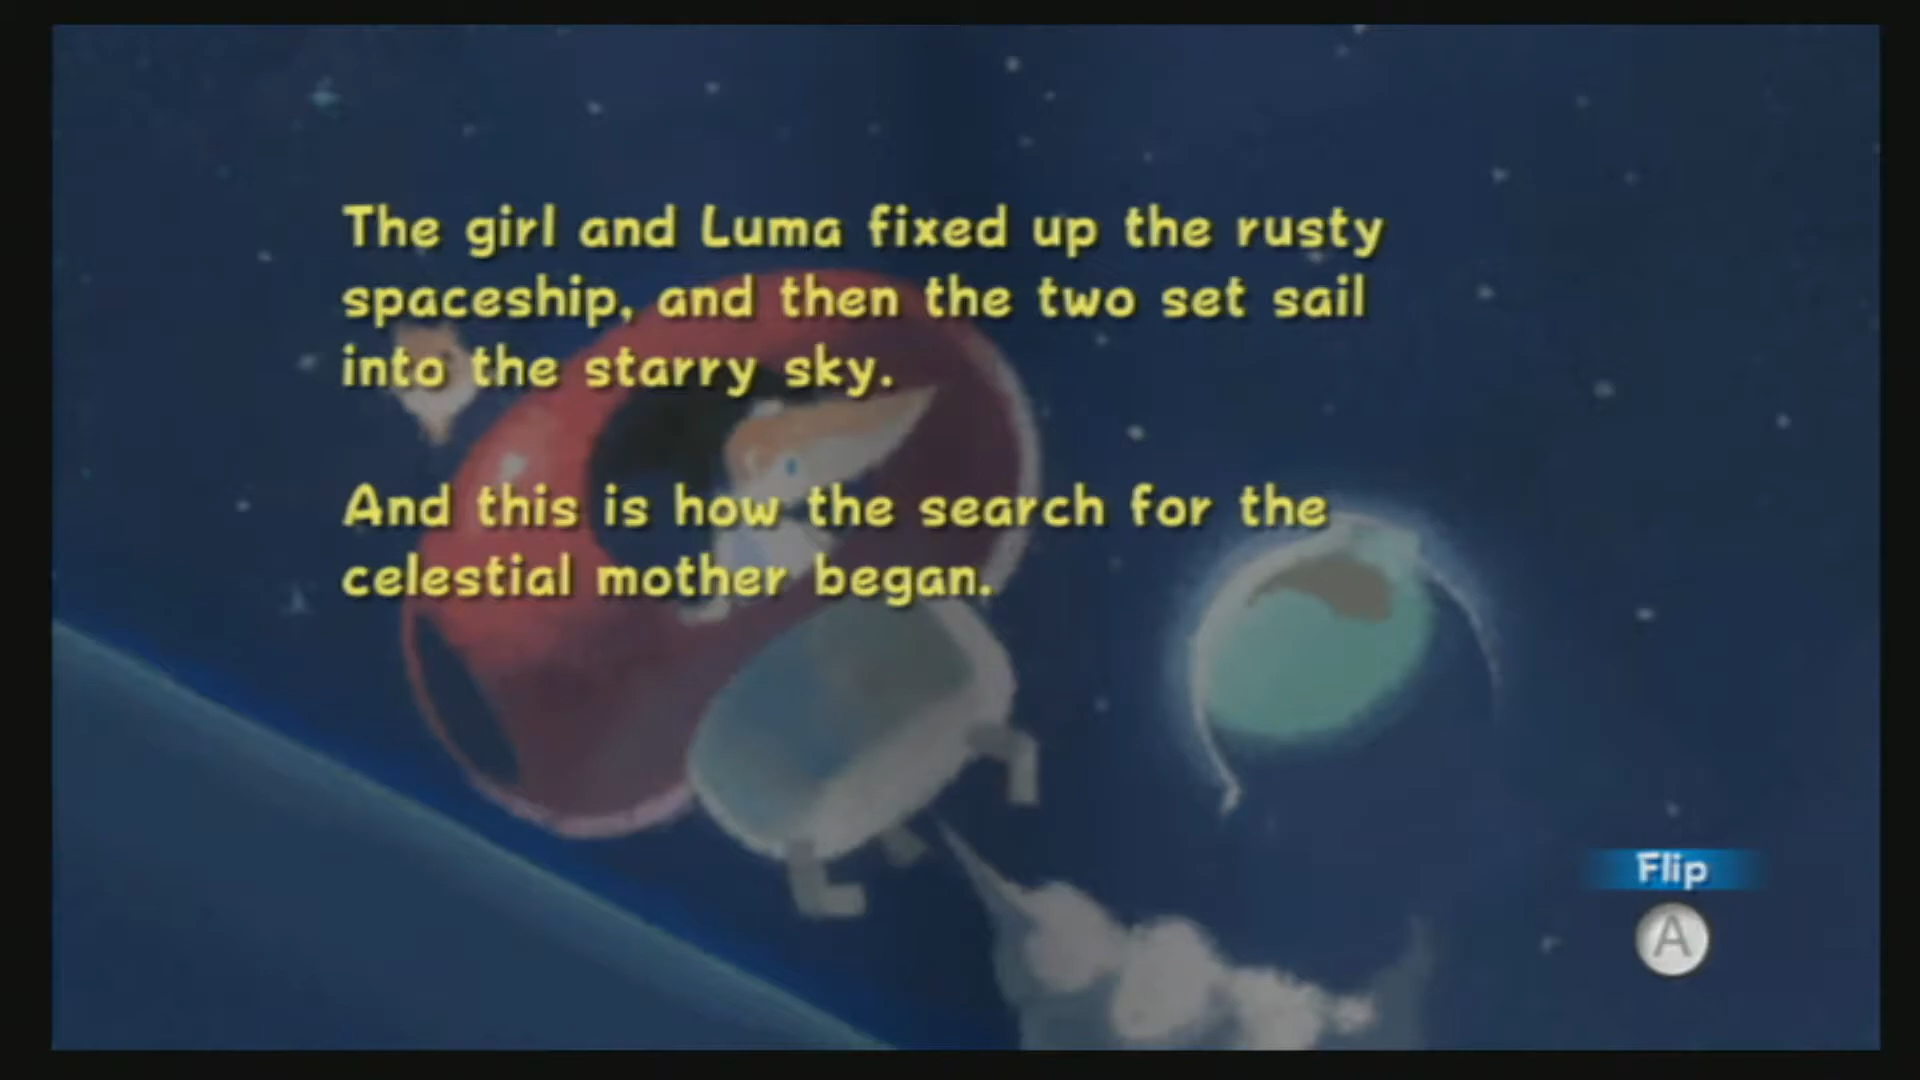 The girl and Luma fixed up the rusty
spaceship, and then the two set sail
into the starry sky.
And this is how the search for the
celestial mother began.
Flip
A